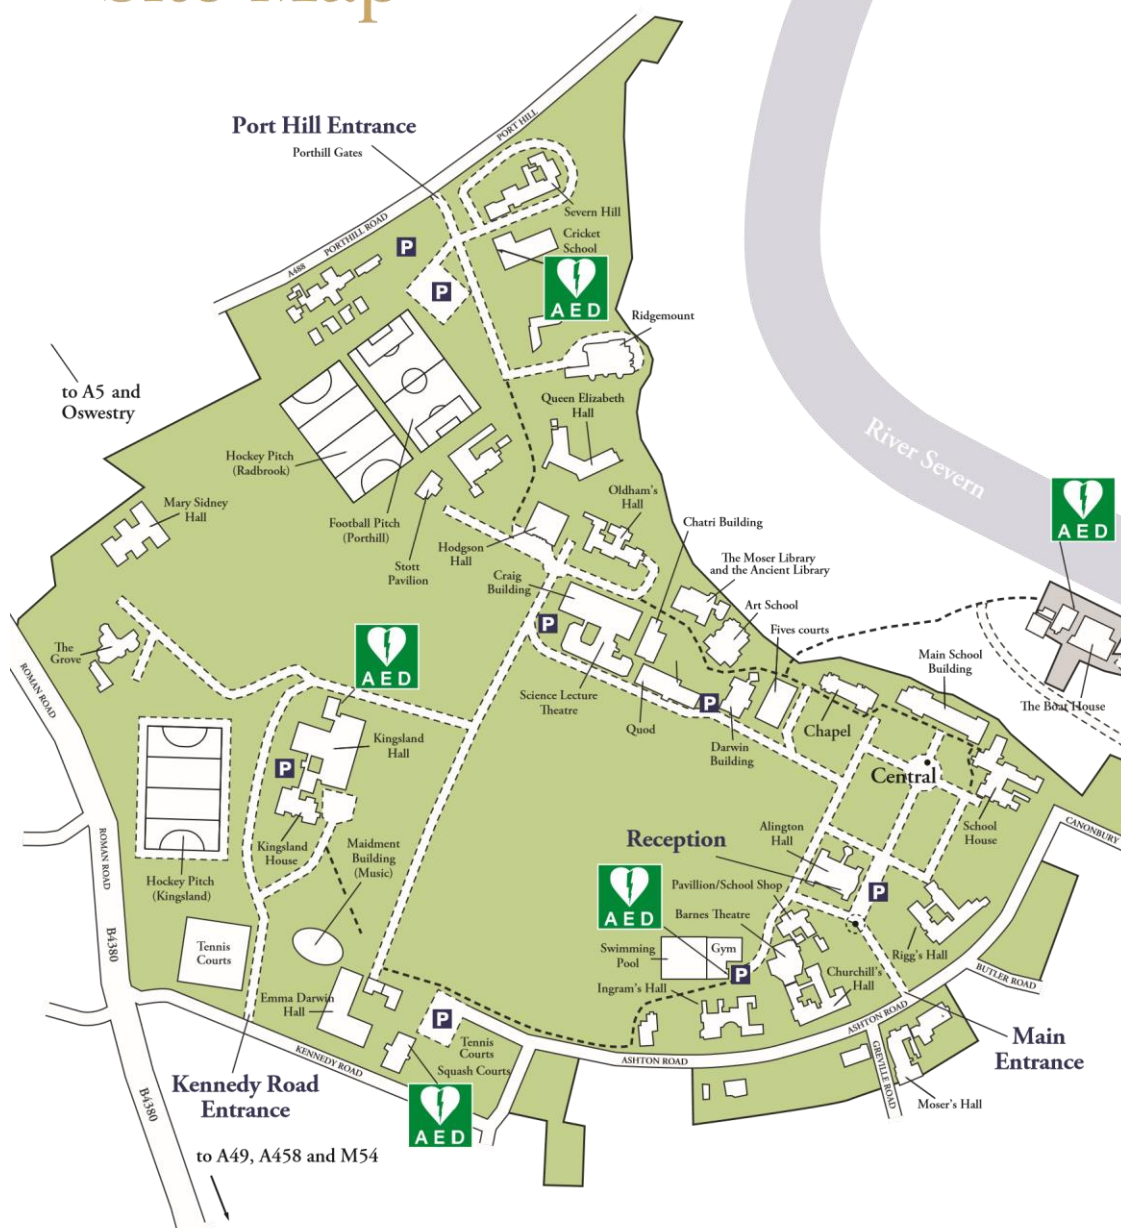 Site Map
Port Hill Entrance
Porthill Gates
PORT HILL
PORTHILL ROAD
A488
P
P
Severn Hill
Cricket
School
AED
Ridgemount
to A5 and
Oswestry
Queen Elizabeth
Hall
River Severn
Hockey Pitch
(Radbrook)
Football Pitch
(Porthill)
Stott
Pavilion
Mary Sidney
Hall
Oldham's
Hall
Hodgson
Hall
Chatri Building
AED
Craig
Building
The Moser Library
and the Ancient Library
Art School
Fives courts
P
The
Grove
AED
Science Lecture
Theatre
Quod
P
Darwin
Building
Chapel
Main School
Building
The Boat House
ROMAN ROAD
Kingsland
Hall
P
Central
Kingsland
House
Maidment
Building
(Music)
Hockey Pitch
(Kingsland)
ROMAN ROAD
Reception
Alington
Hall
School
House
CANONBURY
AED
Pavillion/School Shop
P
Barnes Theatre
Swimming
Pool
Gym
P
Rigg's Hall
Ingram's Hall
Churchill's
Hall
BUTLER ROAD
B4380
Tennis
Courts
Emma Darwin
Hall
P
Tennis
Courts
Squash Courts
KENNEDY ROAD
ASHTON ROAD
ASHTON ROAD
GREVILLE ROAD
Main
Entrance
Moser's Hall
Kennedy Road
Entrance
AED
B4380
to A49, A458 and M54